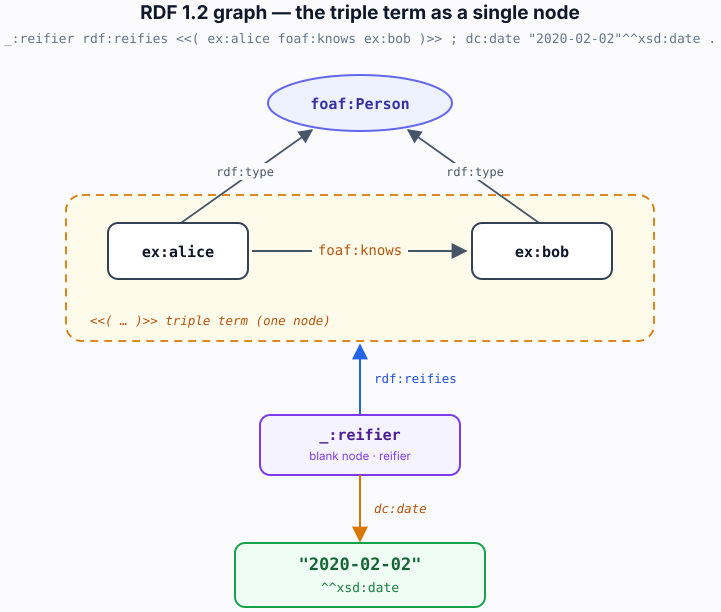 RDF 1.2 graph — the triple term as a single node
_:reifier rdf:reifies <<( ex:alice foaf:knows ex:bob )>> ; dc:date "2020-02-02"^^xsd:date .
foaf:Person
rdf:type
rdf:type
ex:alice
foaf:knows
ex:bob
<<( … )>> triple term (one node)
rdf:reifies
_:reifier
blank node · reifier
dc:date
"2020-02-02"
^^xsd:date